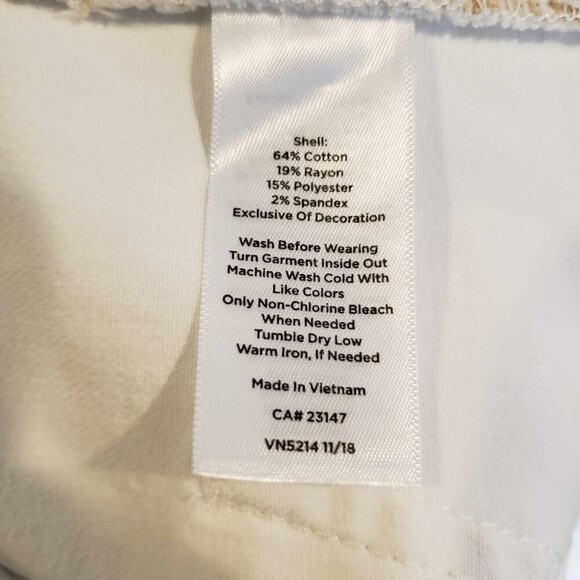 Shell:
64% Cotton
19% Rayon
15% Polyester
2% Spandex
Exclusive Of Decoration
Wash Before Wearing
Turn Garment Inside Out
Machine Wash Cold With
Like Colors
Only Non-Chlorine Bleach
When Needed
Tumble Dry Low
Warm Iron, If Needed
Made In Vietnam
CA# 23147
VN5214 11/18